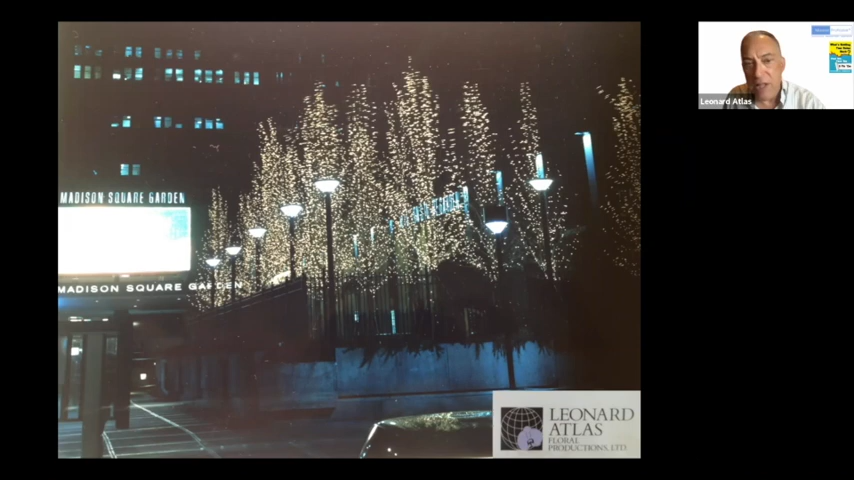 MADISON SQUARE GARDEN
MADISON SQUARE GARDEN
LEONARD
ATLAS
FLORAL
PRODUCTIONS, LTD
Leonard Atlas